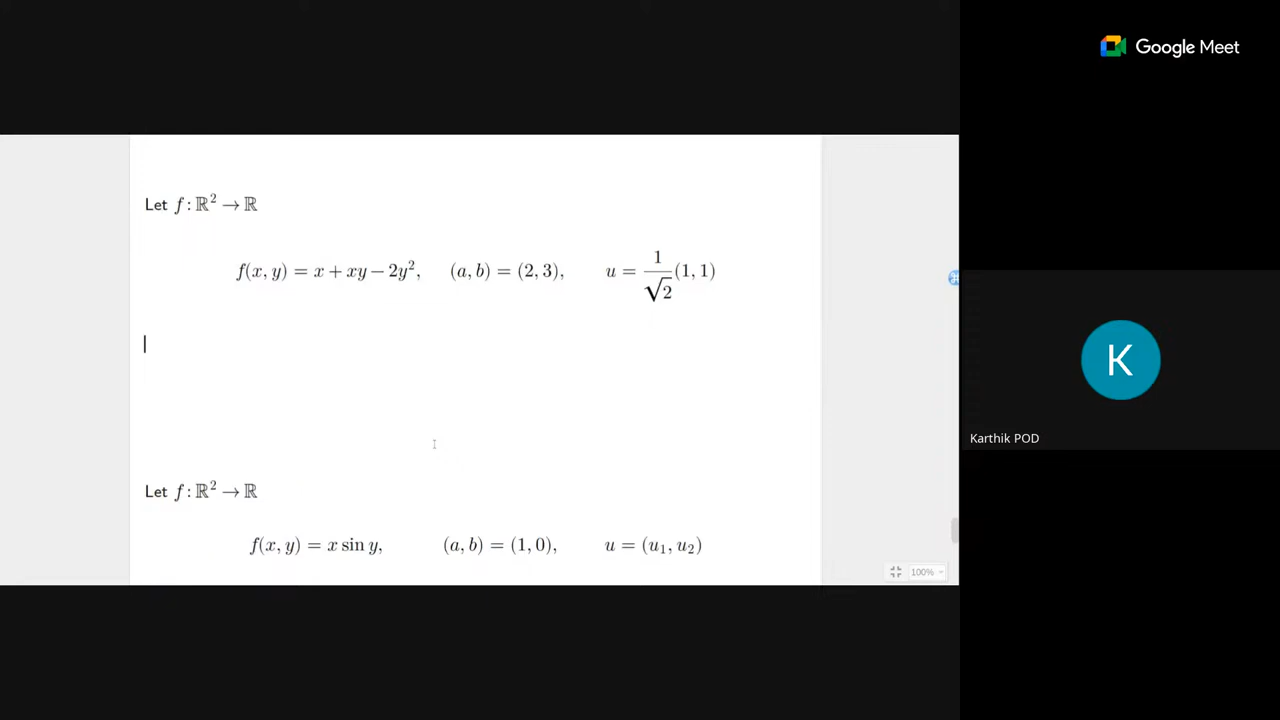 Google Meet
Let f : ℝ² → ℝ
f(x, y) = x + xy − 2y², (a, b) = (2, 3), u = 1/√2 (1, 1)
K
Karthik POD
Let f : ℝ² → ℝ
f(x, y) = x sin y, (a, b) = (1, 0), u = (u₁, u₂)
100%